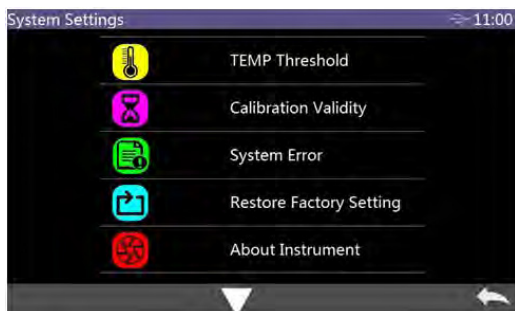 System Settings
11:00
TEMP Threshold
Calibration Validity
System Error
Restore Factory Setting
About Instrument